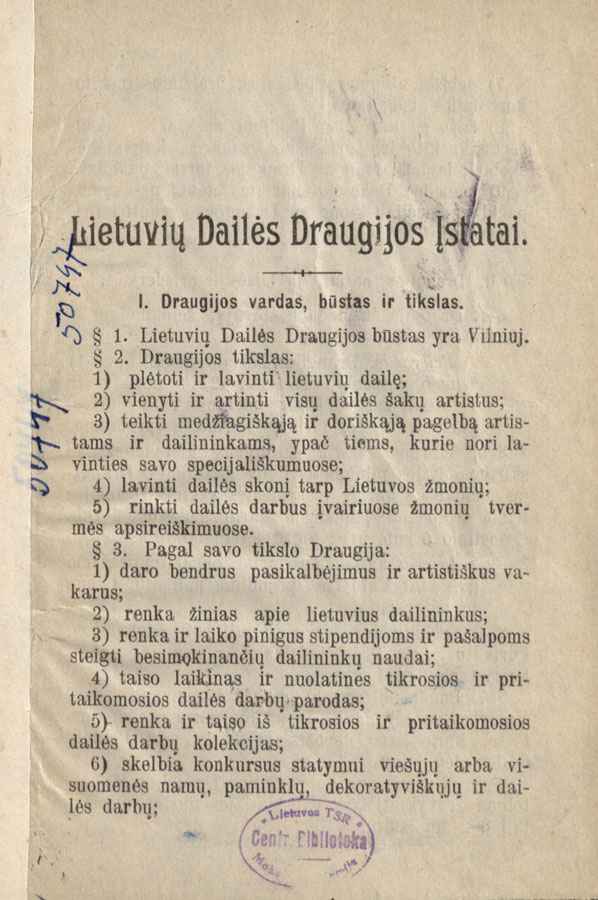 Lietuvių Dailės Draugijos Įstatai.
I. Draugijos vardas, būstas ir tikslas.
§ 1. Lietuvių Dailės Draugijos būstas yra Vilniuj.
§ 2. Draugijos tikslas:
1) plėtoti ir lavinti lietuvių dailę;
2) vienyti ir artinti visų dailės šakų artistus;
3) teikti medžiagiškąją ir doriškąją pagelbą artis-
tams ir dailininkams, ypač tiems, kurie nori la-
vinties savo specijališkumuose;
4) lavinti dailės skonį tarp Lietuvos žmonių;
5) rinkti dailės darbus įvairiuose žmonių tver-
mės apsireiškimuose.
§ 3. Pagal savo tikslo Draugija:
1) daro bendrus pasikalbėjimus ir artistiškus va-
karus;
2) renka žinias apie lietuvius dailininkus;
3) renka ir laiko pinigus stipendijoms ir pašalpoms
steigti besimokinančių dailininkų naudai;
4) taiso laikinas ir nuolatines tikrosios ir pri-
taikomosios dailės darbų parodas;
5) renka ir taiso iš tikrosios ir pritaikomosios
dailės darbų kolekcijas;
6) skelbia konkursus statymui viešųjų arba vi-
suomenės namų, paminklų, dekoratyviškųjų ir dai-
lės darbų;
50747
50747
Lietuvos TSR
Centr. Biblioteka